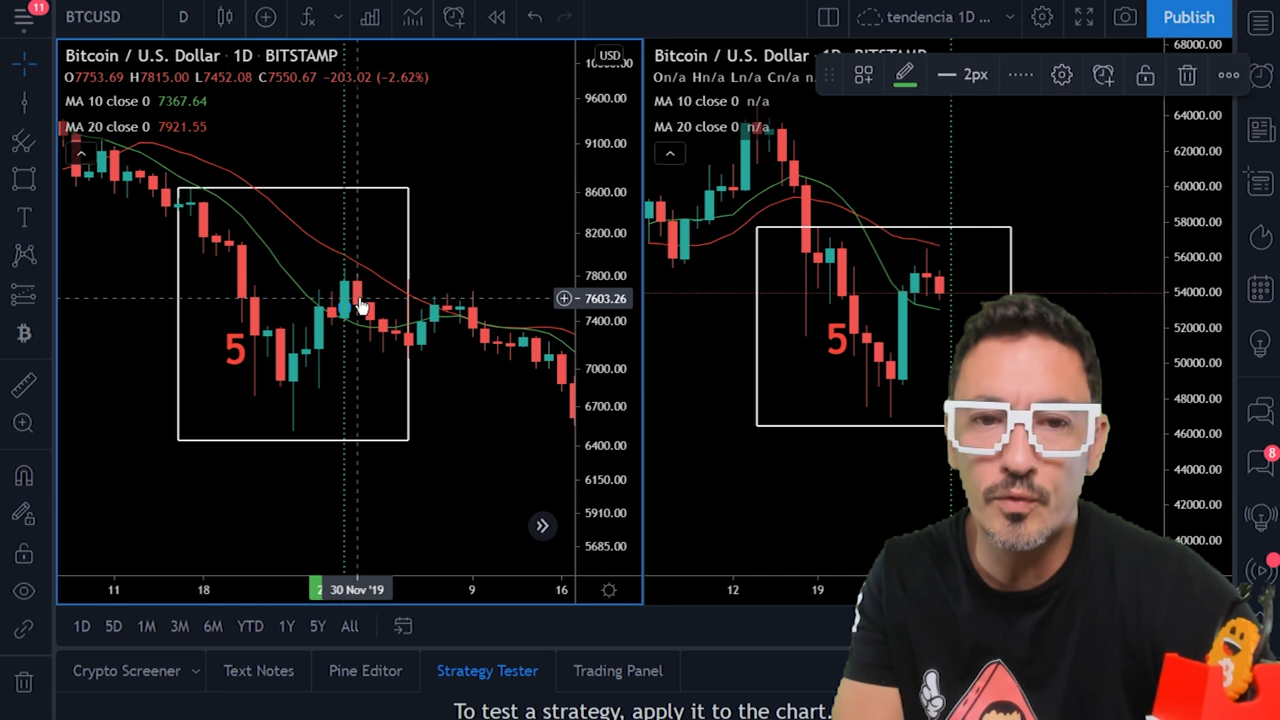 11
BTCUSD
D
tendencia 1D ...
Publish
Bitcoin / U.S. Dollar 1D BITSTAMP
O7753.69 H7815.00 L7452.08 C7550.67 −203.02 (−2.62%)
MA 10 close 0 7367.64
MA 20 close 0 7921.55
USD
9600.00
9100.00
8600.00
8200.00
7800.00
7603.26
7400.00
7000.00
6700.00
6400.00
6150.00
5910.00
5685.00
5
11
18
30 Nov '19
9
16
Bitcoin / U.S. Dollar
On/a Hn/a Ln/a Cn/a
MA 10 close 0 n/a
MA 20 close 0 n/a
2px
68000.00
64000.00
62000.00
60000.00
58000.00
56000.00
54000.00
52000.00
50000.00
48000.00
46000.00
44000.00
42000.00
40000.00
5
12
19
8
1D 5D 1M 3M 6M YTD 1Y 5Y All
Crypto Screener
Text Notes
Pine Editor
Strategy Tester
Trading Panel
To test a strategy, apply it to the chart.